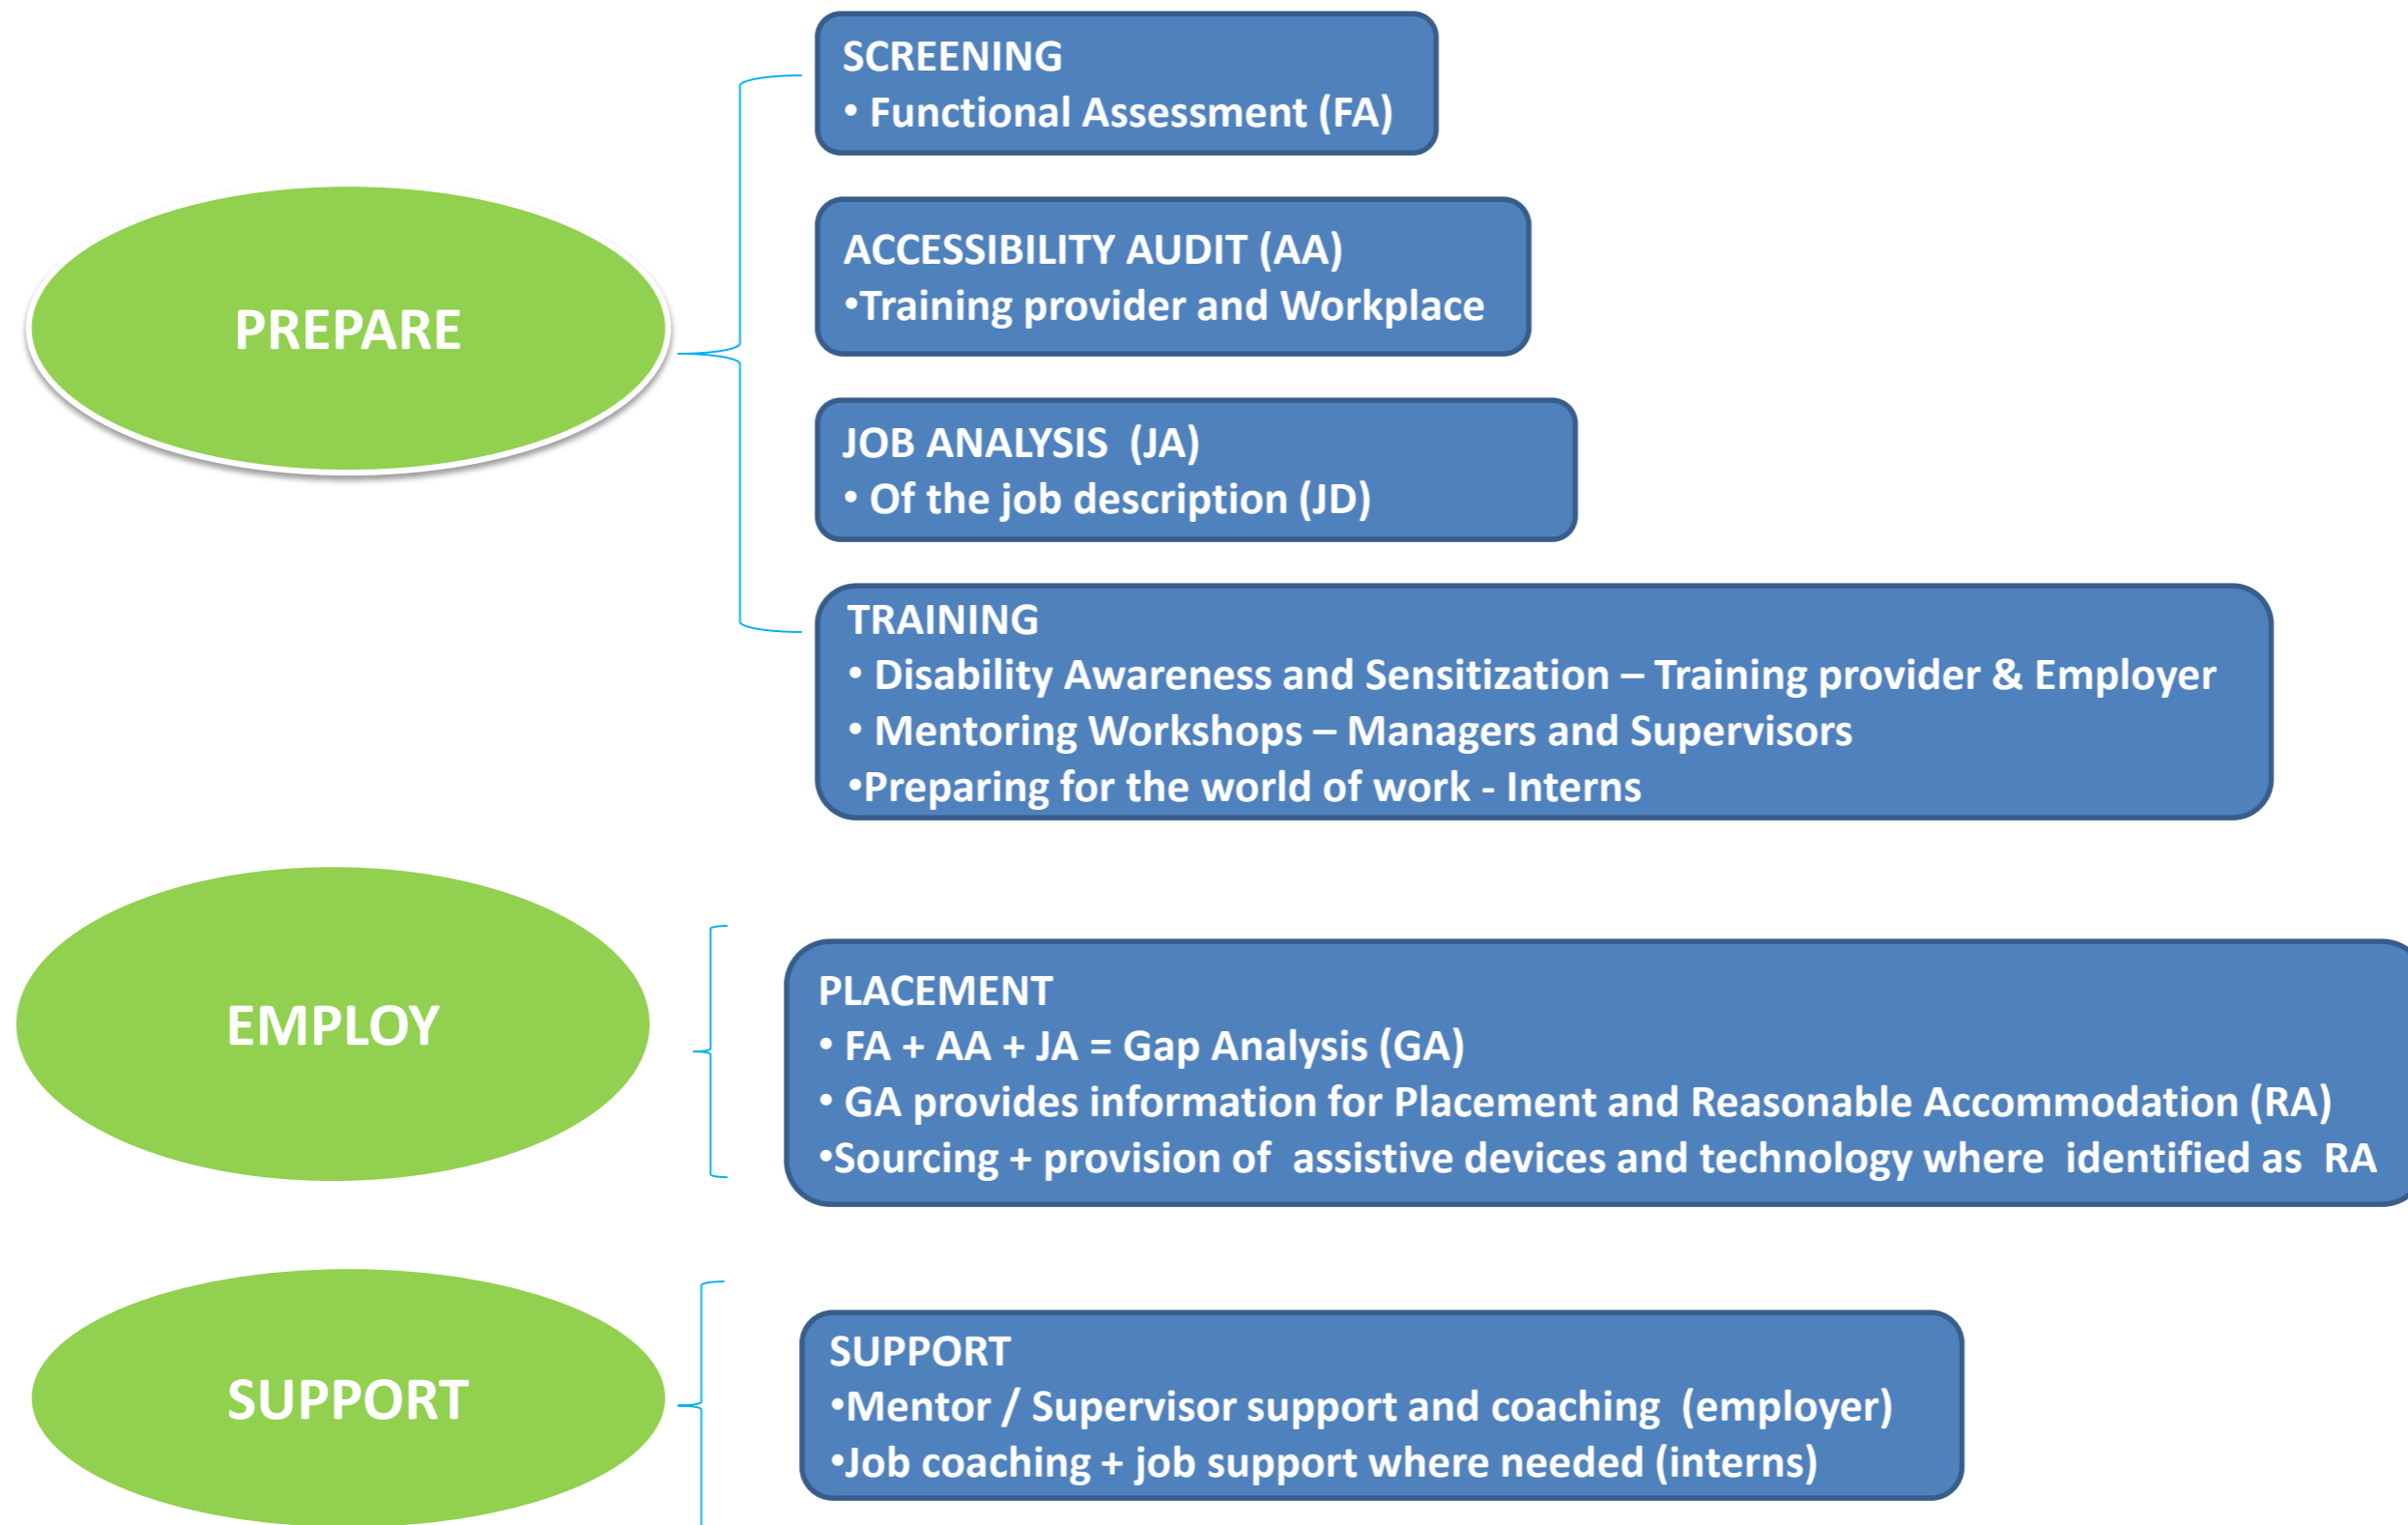 PREPARE
SCREENING
• Functional Assessment (FA)
ACCESSIBILITY AUDIT (AA)
•Training provider and Workplace
JOB ANALYSIS (JA)
• Of the job description (JD)
TRAINING
• Disability Awareness and Sensitization – Training provider & Employer
• Mentoring Workshops – Managers and Supervisors
•Preparing for the world of work - Interns
EMPLOY
PLACEMENT
• FA + AA + JA = Gap Analysis (GA)
• GA provides information for Placement and Reasonable Accommodation (RA)
•Sourcing + provision of assistive devices and technology where identified as RA
SUPPORT
SUPPORT
•Mentor / Supervisor support and coaching (employer)
•Job coaching + job support where needed (interns)